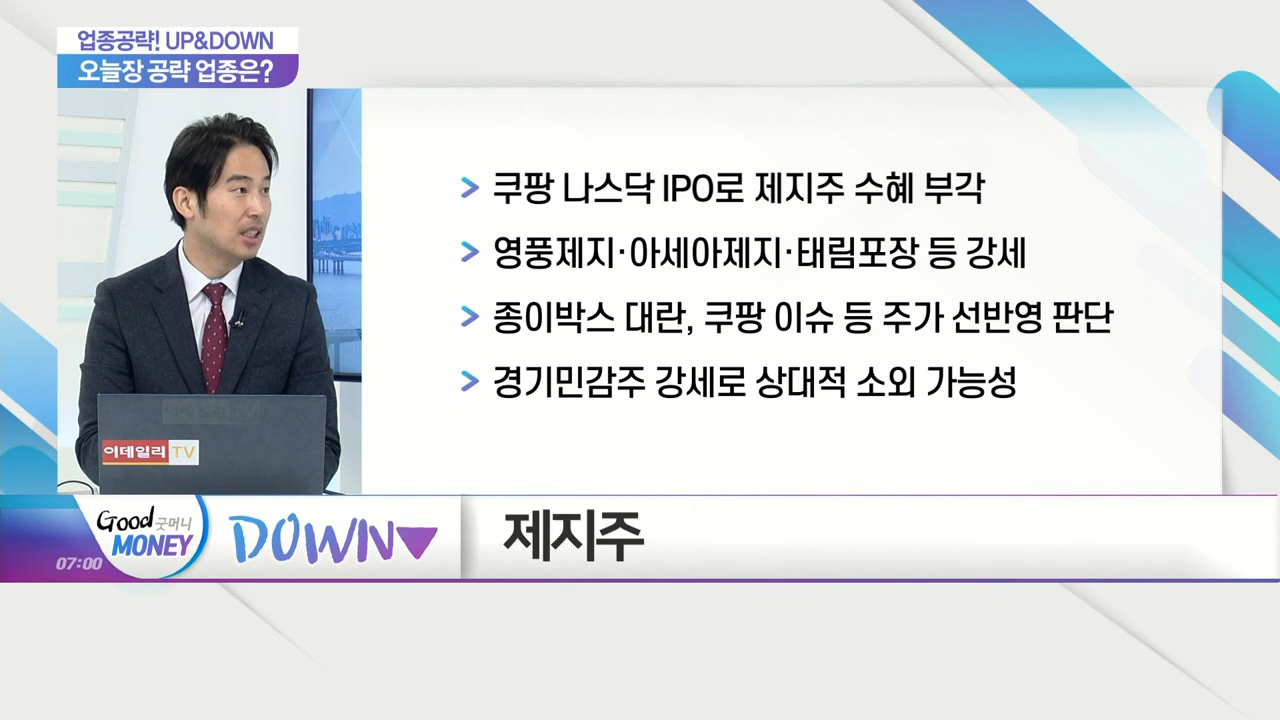 업종공략! UP&DOWN
오늘장 공략 업종은?
> 쿠팡 나스닥 IPO로 제지주 수혜 부각
> 영풍제지·아세아제지·태림포장 등 강세
> 종이박스 대란, 쿠팡 이슈 등 주가 선반영 판단
> 경기민감주 강세로 상대적 소외 가능성
이데일리 TV
Good 굿머니
MONEY
07:00
DOWN▼
제지주